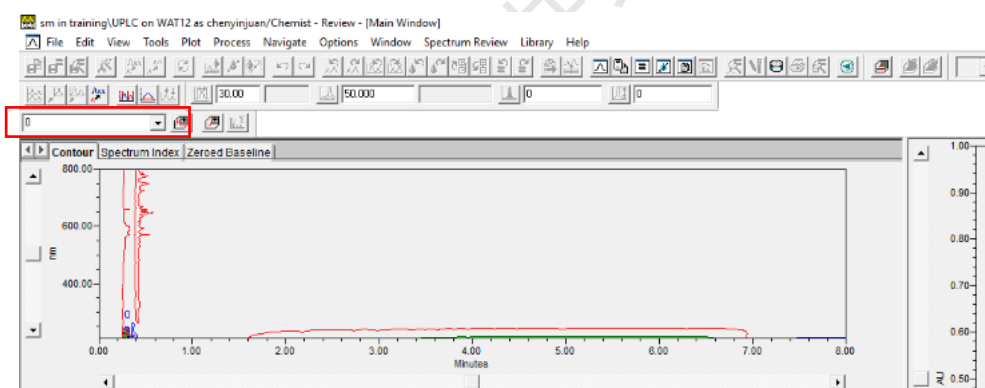 sm in training\UPLC on WAT12 as chenyinjuan/Chemist - Review - [Main Window]
File Edit View Tools Plot Process Navigate Options Window Spectrum Review Library Help
30.00 50.000 0 0
0
Contour Spectrum Index Zeroed Baseline
800.00
600.00
nm
400.00
0.00 1.00 2.00 3.00 4.00 5.00 6.00 7.00 8.00
Minutes
1.00
0.90
0.80
0.70
0.60
AU
0.50